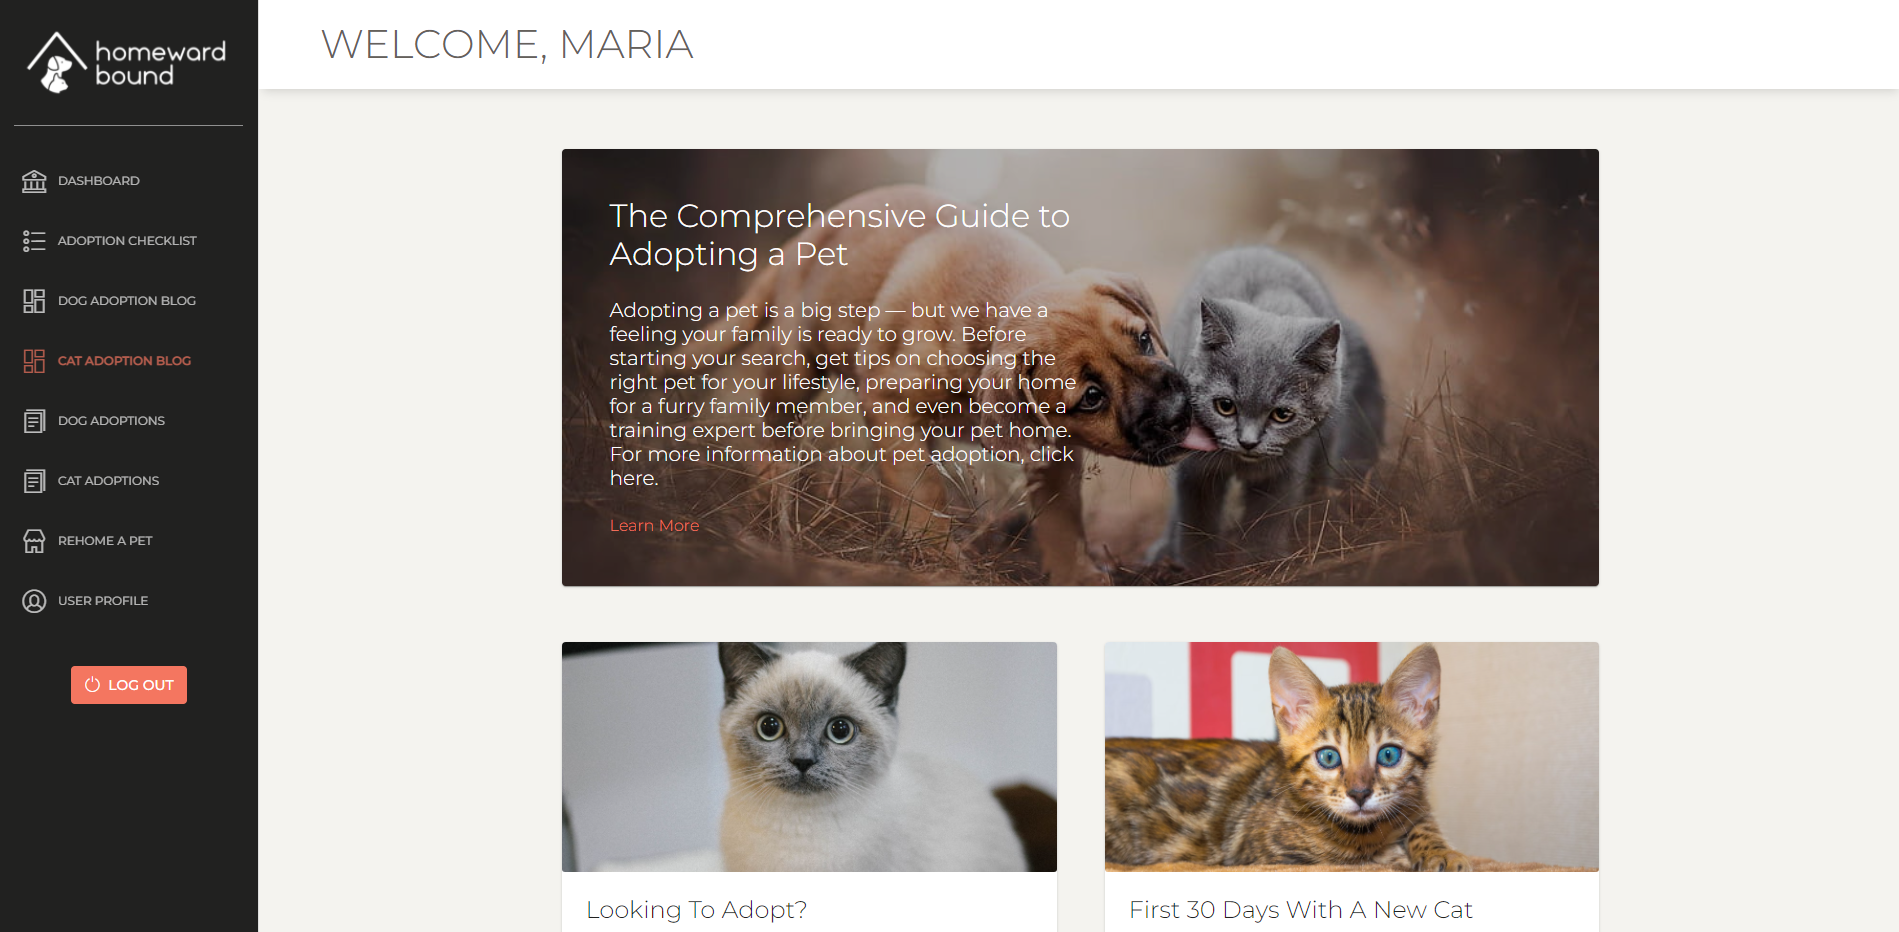 homeward
bound
DASHBOARD
ADOPTION CHECKLIST
DOG ADOPTION BLOG
CAT ADOPTION BLOG
DOG ADOPTIONS
CAT ADOPTIONS
REHOME A PET
USER PROFILE
LOG OUT
WELCOME, MARIA
The Comprehensive Guide to
Adopting a Pet
Adopting a pet is a big step — but we have a
feeling your family is ready to grow. Before
starting your search, get tips on choosing the
right pet for your lifestyle, preparing your home
for a furry family member, and even become a
training expert before bringing your pet home.
For more information about pet adoption, click
here.
Learn More
Looking To Adopt?
First 30 Days With A New Cat